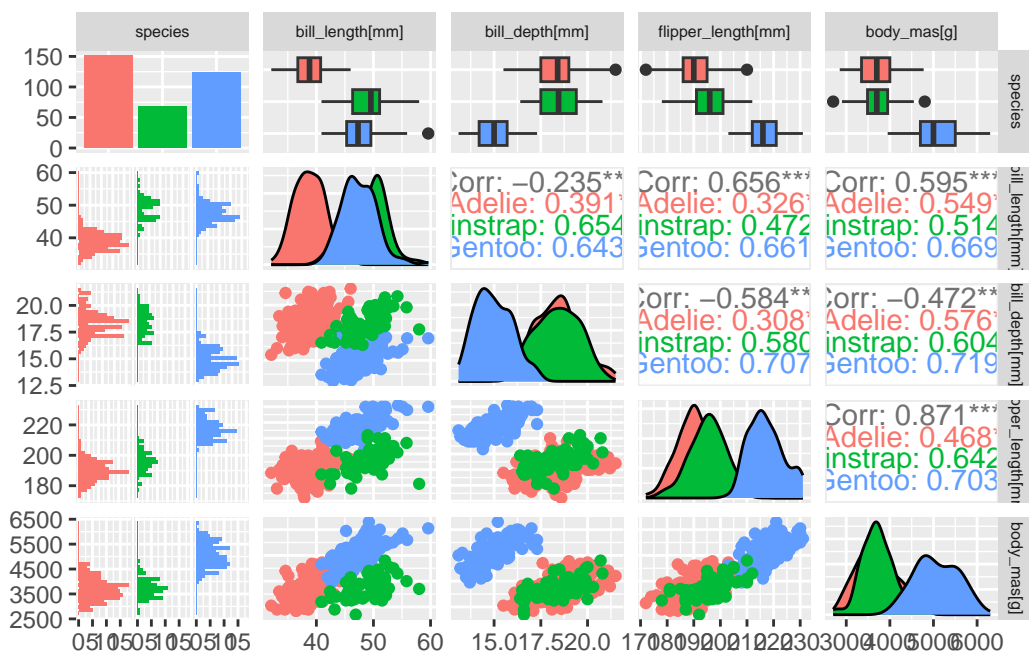 species
bill_length[mm]
bill_depth[mm]
flipper_length[mm]
body_mas[g]
150
100
50
0
species
60
50
40
Corr: −0.235**
Adelie: 0.391*
instrap: 0.654
Gentoo: 0.643
Corr: 0.656***
Adelie: 0.326*
instrap: 0.472
Gentoo: 0.661
Corr: 0.595***
Adelie: 0.549*
instrap: 0.514
Gentoo: 0.669
bill_length[mm]
20.0
17.5
15.0
12.5
Corr: −0.584**
Adelie: 0.308*
instrap: 0.580
Gentoo: 0.707
Corr: −0.472**
Adelie: 0.576*
instrap: 0.604
Gentoo: 0.719
bill_depth[mm]
220
200
180
Corr: 0.871***
Adelie: 0.468*
instrap: 0.642
Gentoo: 0.703
pper_length[m
6500
5500
4500
3500
2500
body_mas[g]
40 50 60
15.0 17.5 20.0
170 180 190 200 210 220 230
3000 4000 5000 6000